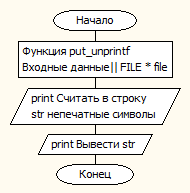 Начало
Функция put_unprintf
Входные данные|| FILE * file
print Считать в строку
str непечатные символы
print Вывести str
Конец